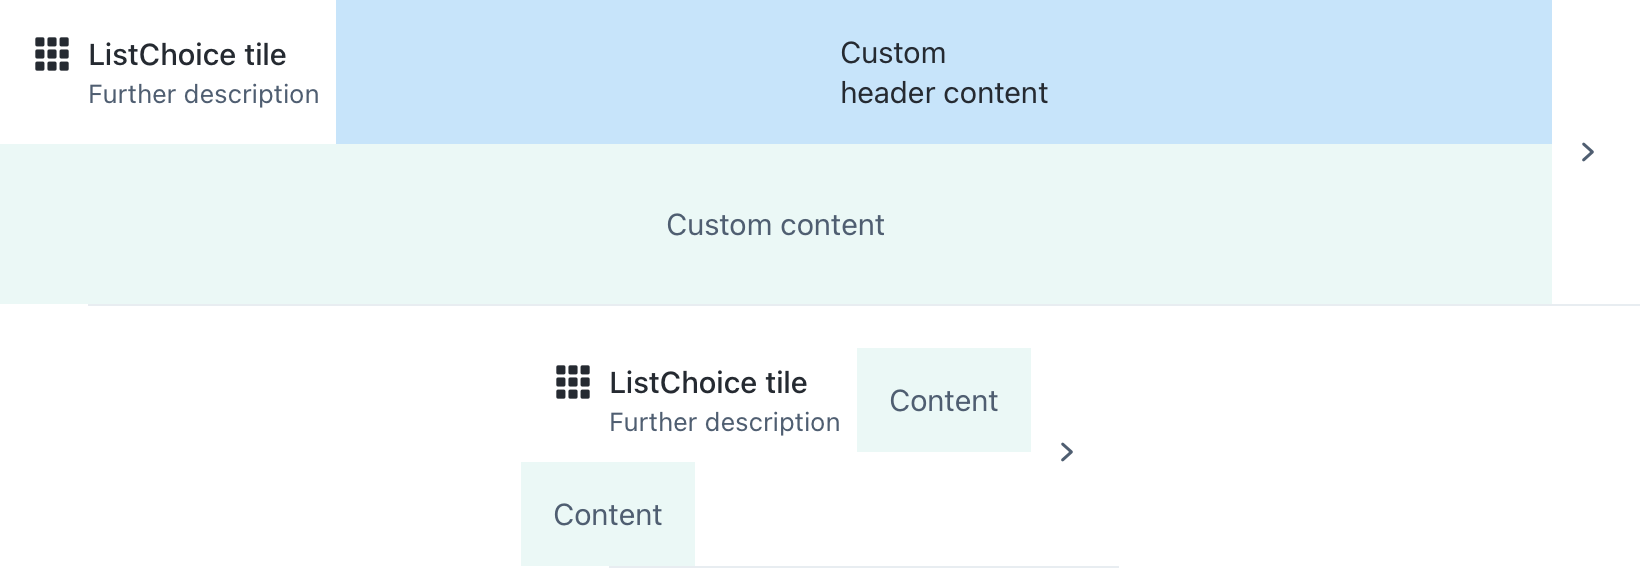 ListChoice tile
Further description
Custom
header content
Custom content
ListChoice tile
Further description
Content
Content